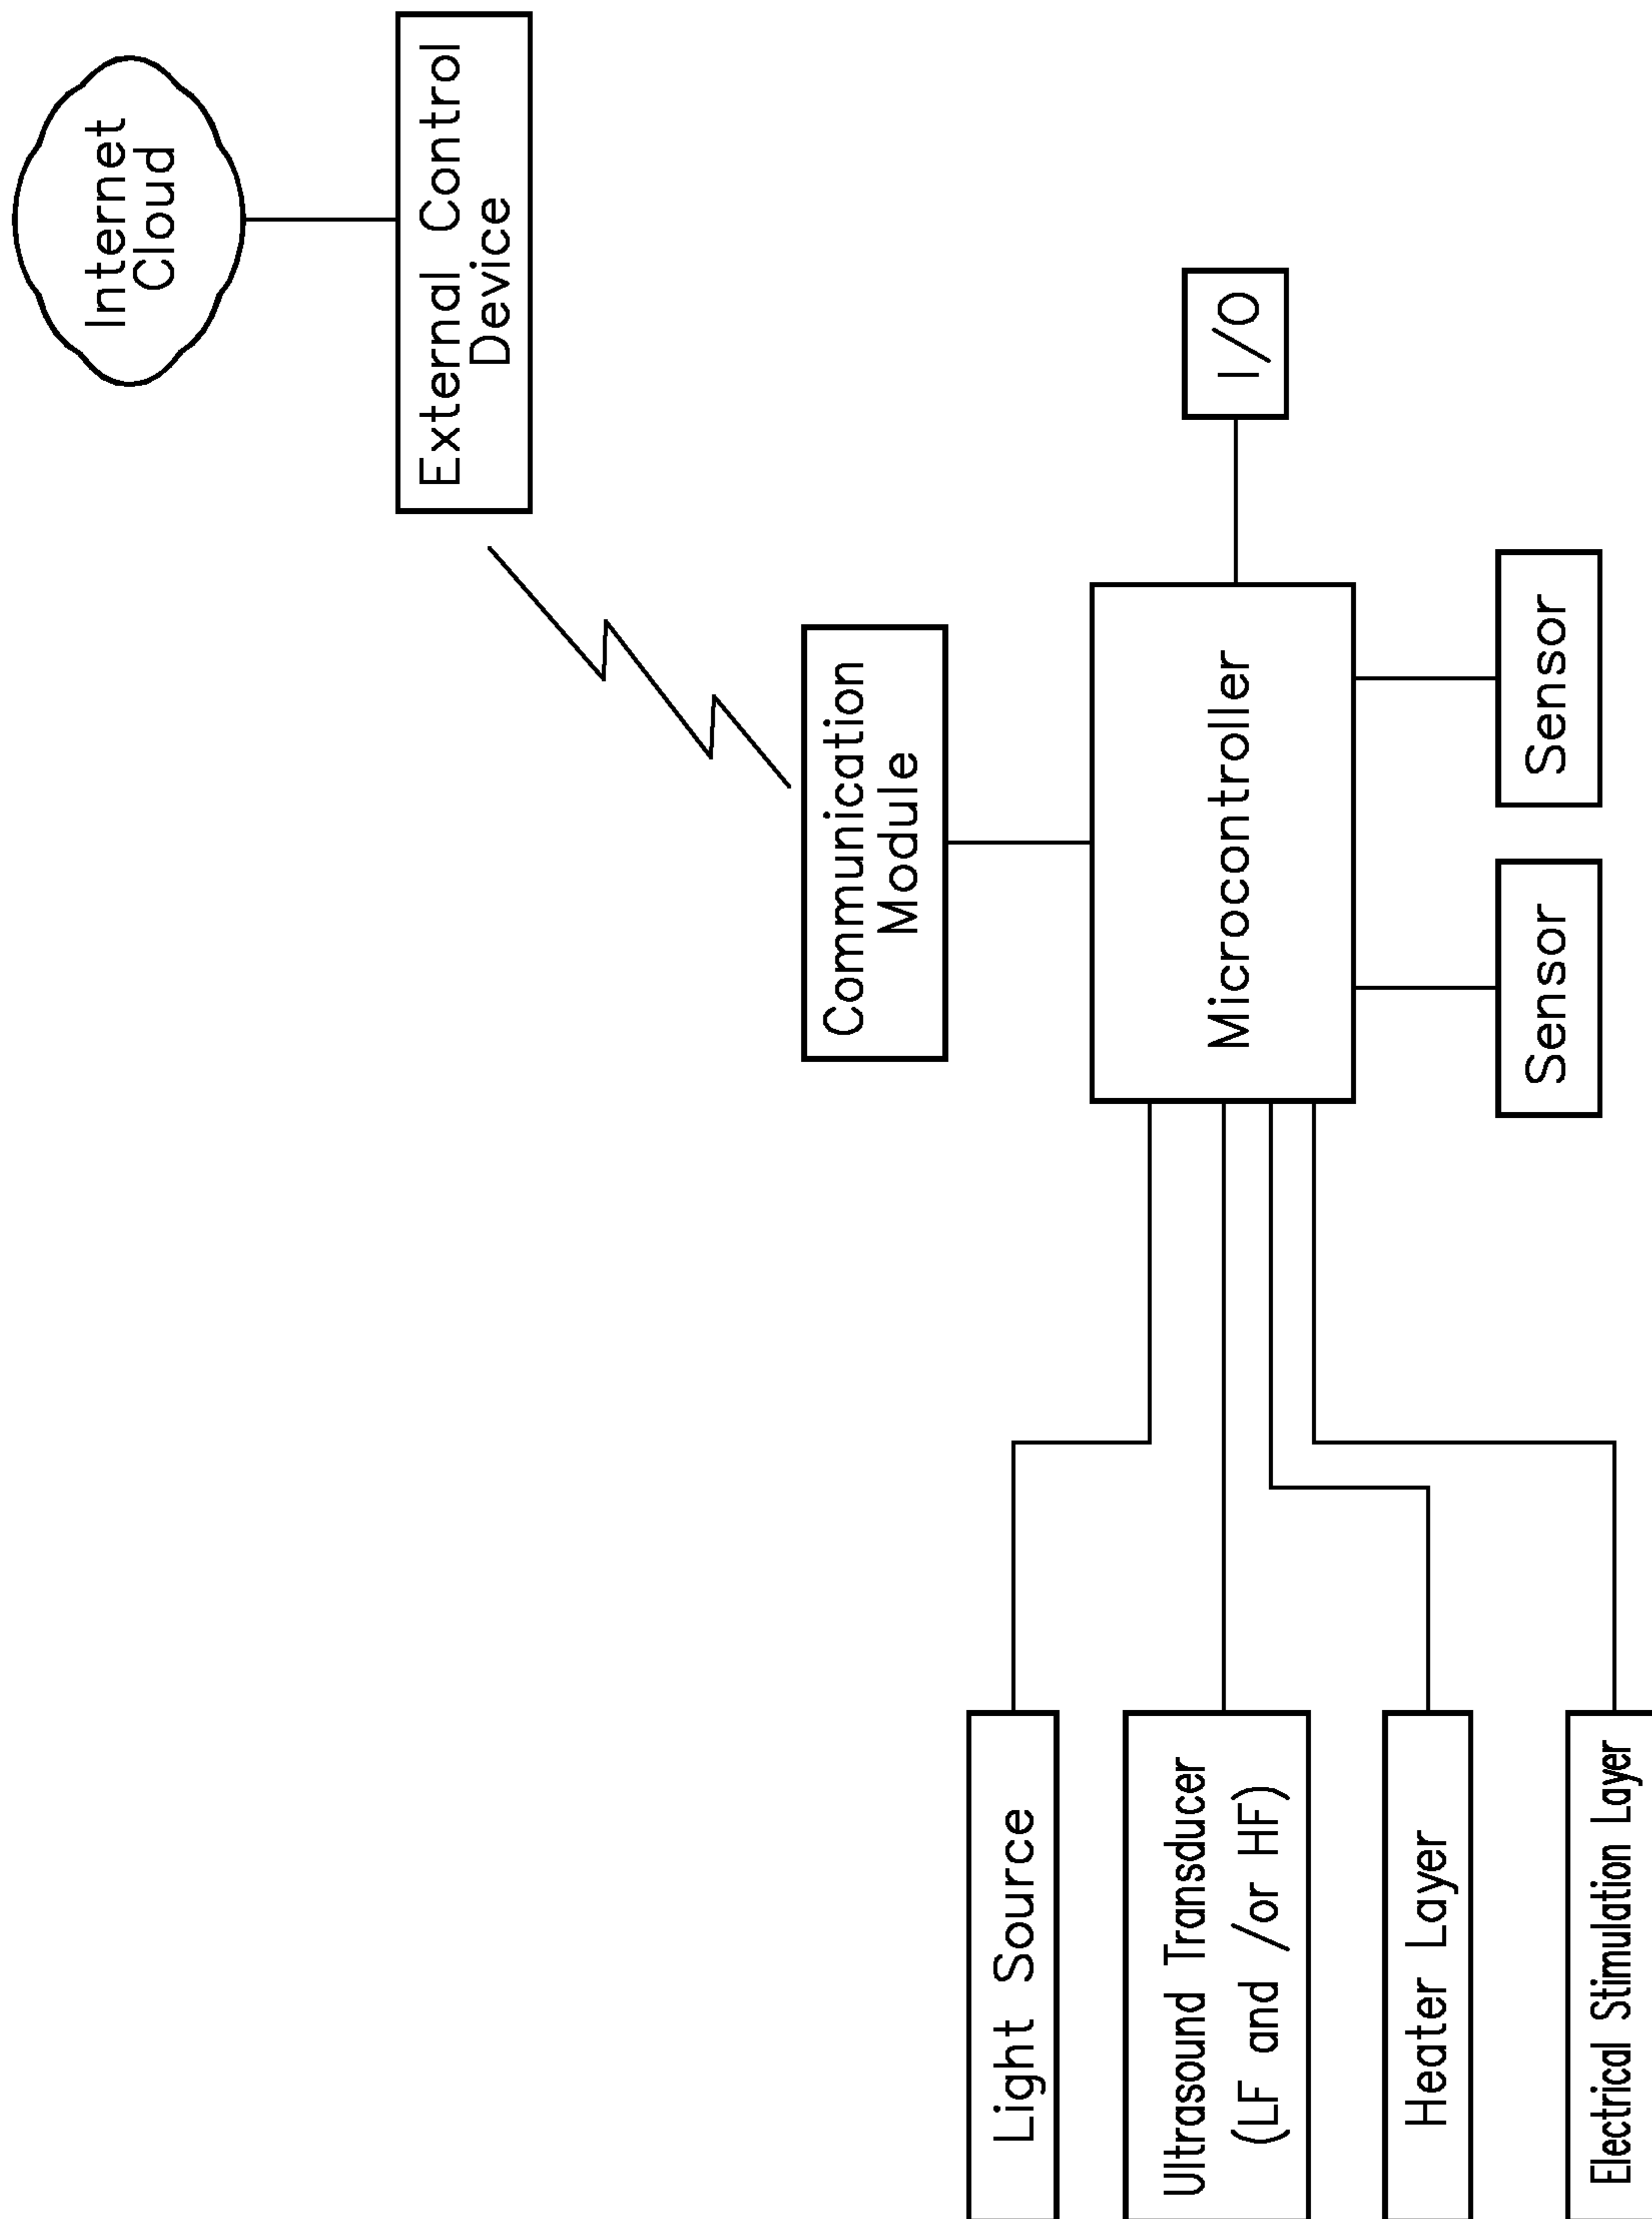 Internet
Cloud
External Control
Device
Communication
Module
I/O
Microcontroller
Sensor
Sensor
Light Source
Ultrasound Transducer
(LF and /or HF)
Heater Layer
Electrical Stimulation Layer